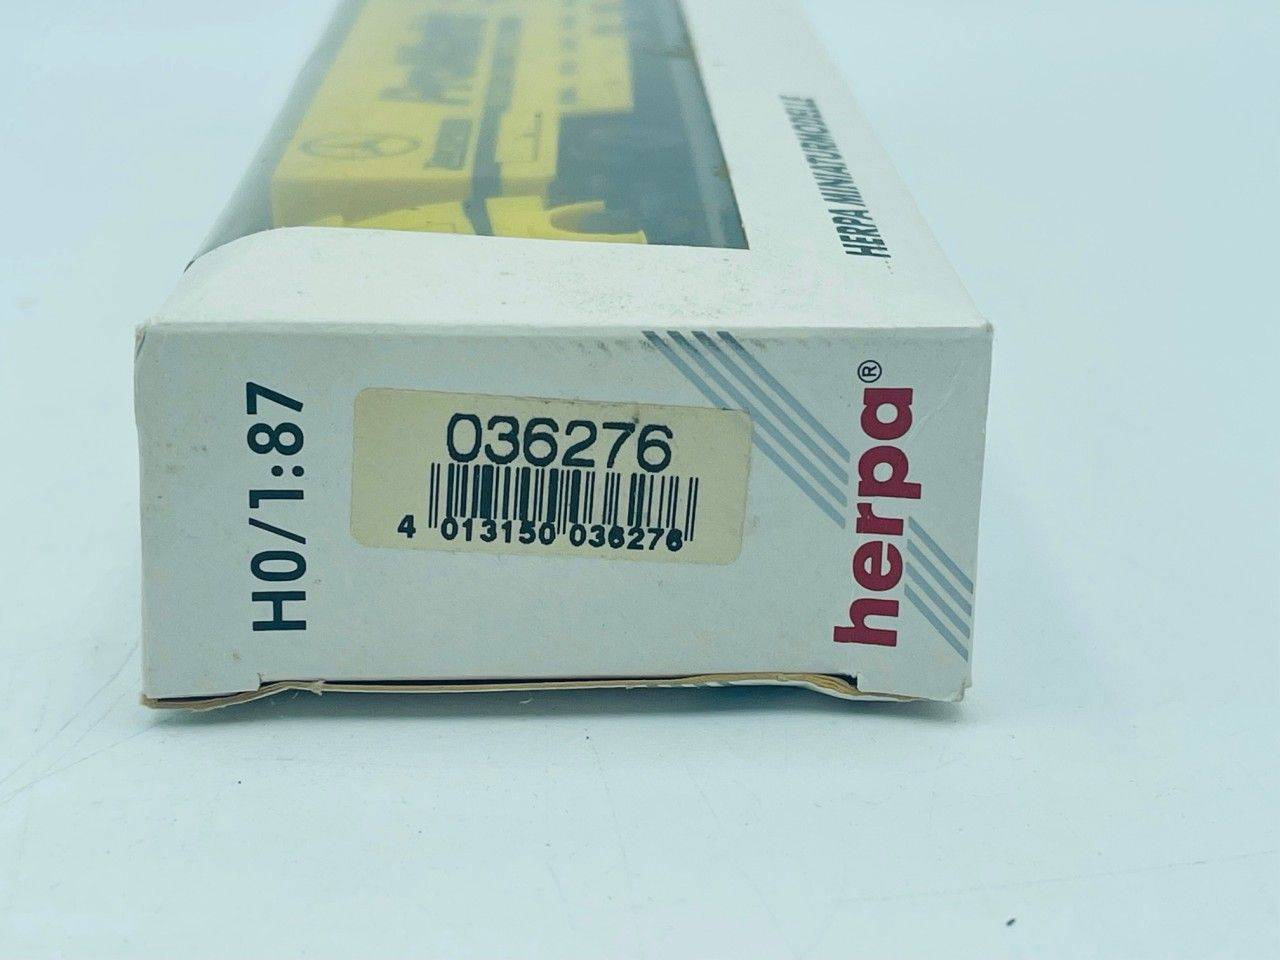 HERPA MINIATURMODELLE
H0/1:87
036276
4 013150 036276
herpa®